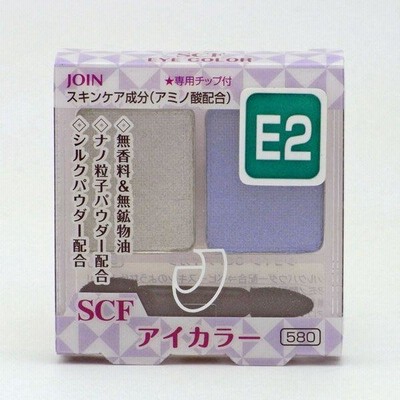 SCF
EYE COLOR
JOIN
★専用チップ付
スキンケア成分(アミノ酸配合)
E2
◇無香料&無鉱物油
◇ナノ粒子パウダー配合
◇シルクパウダー配合
SCF
アイカラー
580